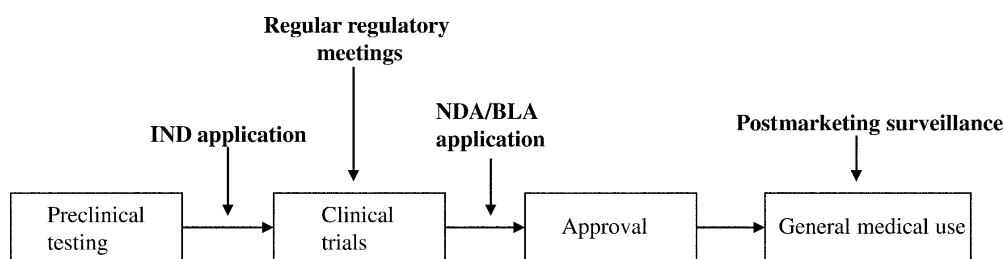 Regular regulatory
meetings
NDA/BLA
application
IND application
Postmarketing surveillance
Preclinical
testing
Clinical
trials
Approval
General medical use